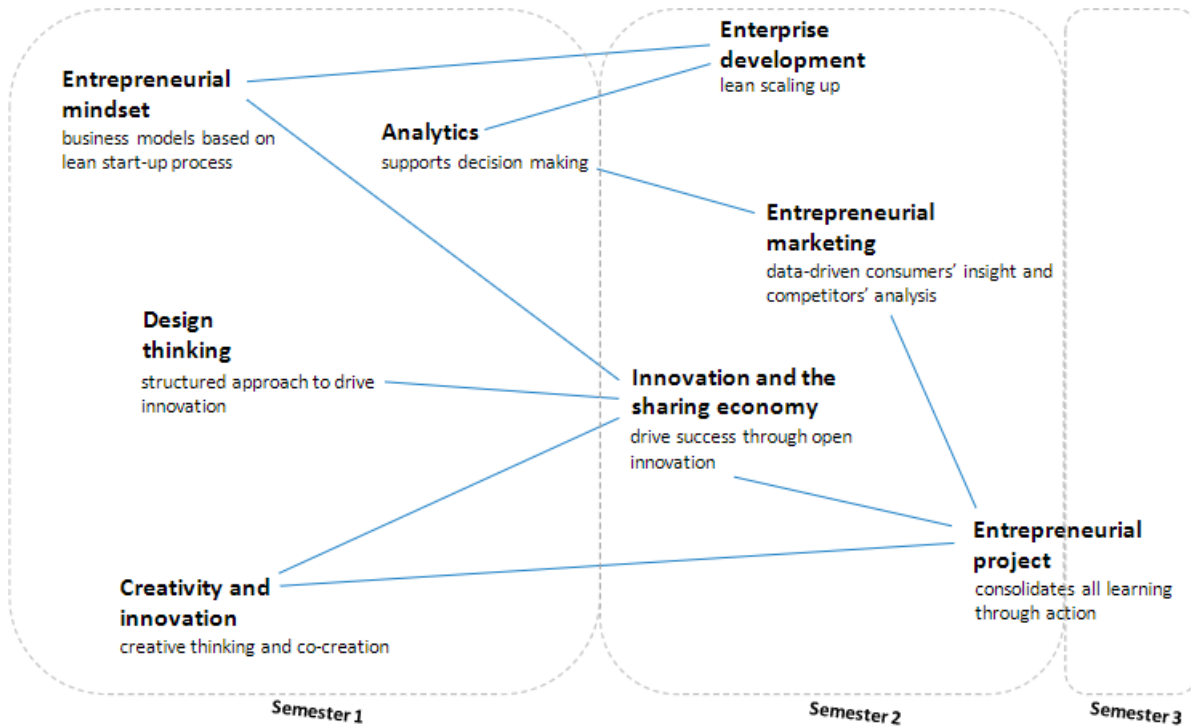 Entrepreneurial
mindset
business models based on
lean start-up process
Analytics
supports decision making
Design
thinking
structured approach to drive
innovation
Creativity and
innovation
creative thinking and co-creation
Semester 1
Enterprise
development
lean scaling up
Entrepreneurial
marketing
data-driven consumers’ insight and
competitors’ analysis
Innovation and the
sharing economy
drive success through open
innovation
Entrepreneurial
project
consolidates all learning
through action
Semester 2
Semester 3